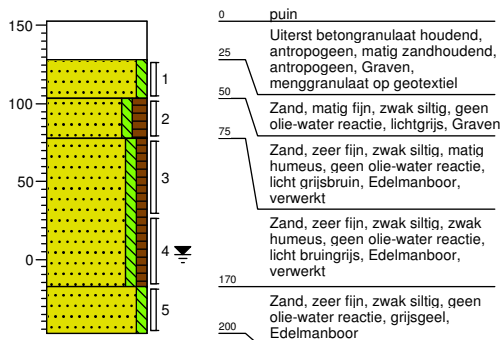 150
100
50
0
1
2
3
4
5
0 puin
Uiterst betongranulaat houdend,
25 antropogeen, matig zandhoudend,
antropogeen, Graven,
menggranulaat op geotextiel
50
Zand, matig fijn, zwak siltig, geen
olie-water reactie, lichtgrijs, Graven
75
Zand, zeer fijn, zwak siltig, matig
humeus, geen olie-water reactie,
licht grijsbruin, Edelmanboor,
verwerkt
Zand, zeer fijn, zwak siltig, zwak
humeus, geen olie-water reactie,
licht bruingrijs, Edelmanboor,
verwerkt
170
Zand, zeer fijn, zwak siltig, geen
olie-water reactie, grijsgeel,
200 Edelmanboor